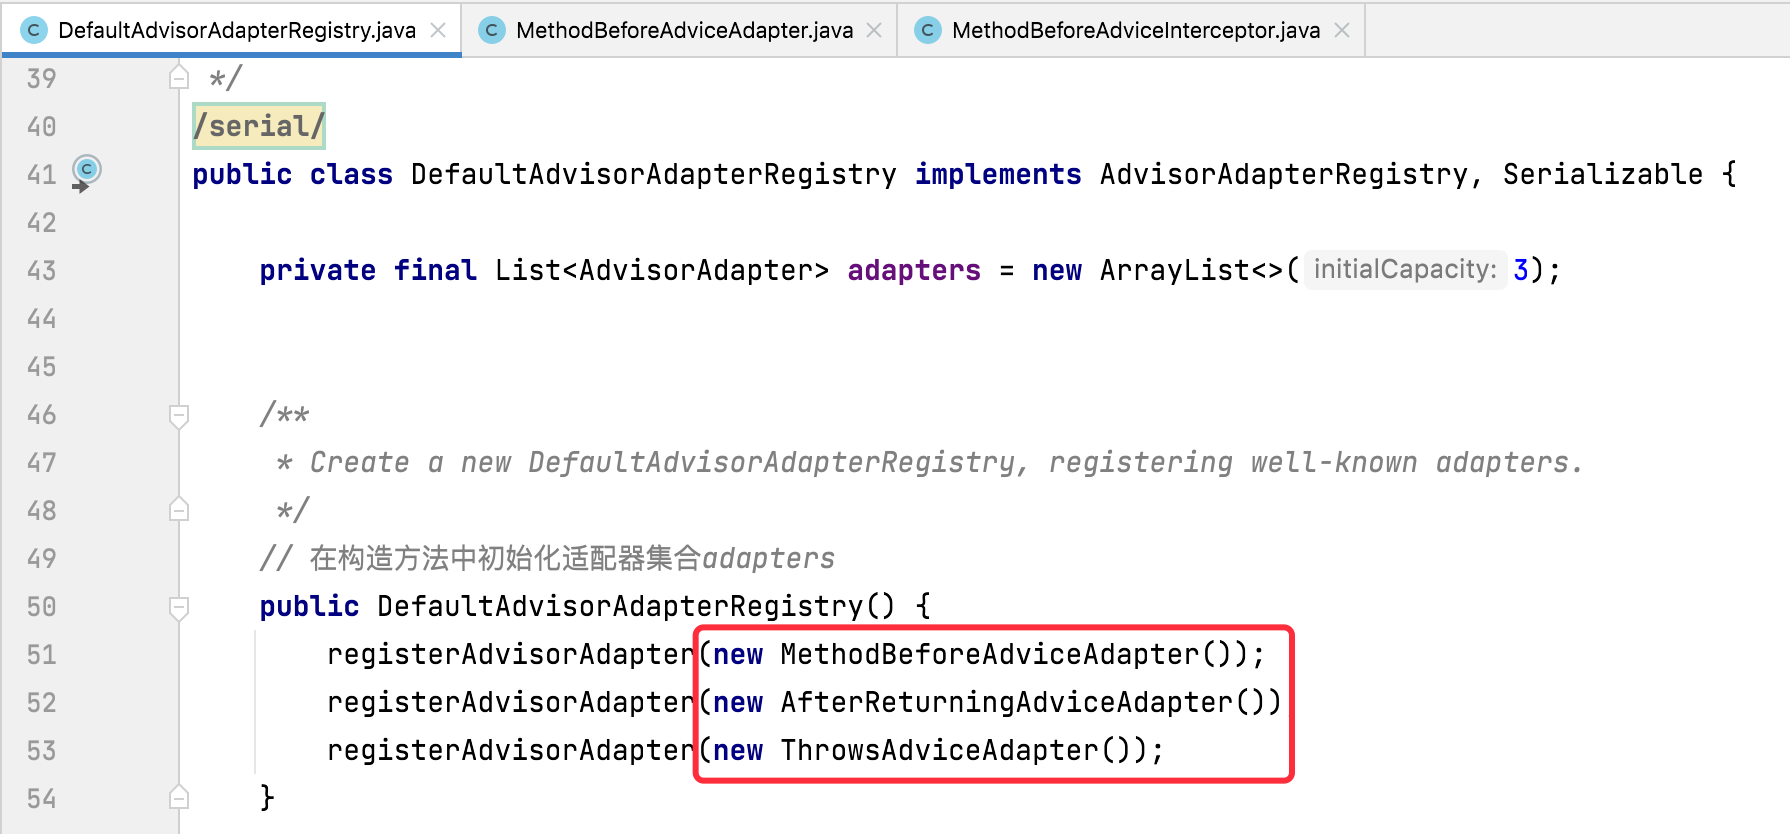 DefaultAdvisorAdapterRegistry.java MethodBeforeAdviceAdapter.java MethodBeforeAdviceInterceptor.java
39 */
40 /serial/
41 public class DefaultAdvisorAdapterRegistry implements AdvisorAdapterRegistry, Serializable {
42
43 private final List<AdvisorAdapter> adapters = new ArrayList<>( initialCapacity: 3);
44
45
46 /**
47 * Create a new DefaultAdvisorAdapterRegistry, registering well-known adapters.
48 */
49 // 在构造方法中初始化适配器集合adapters
50 public DefaultAdvisorAdapterRegistry() {
51 registerAdvisorAdapter(new MethodBeforeAdviceAdapter());
52 registerAdvisorAdapter(new AfterReturningAdviceAdapter())
53 registerAdvisorAdapter(new ThrowsAdviceAdapter());
54 }